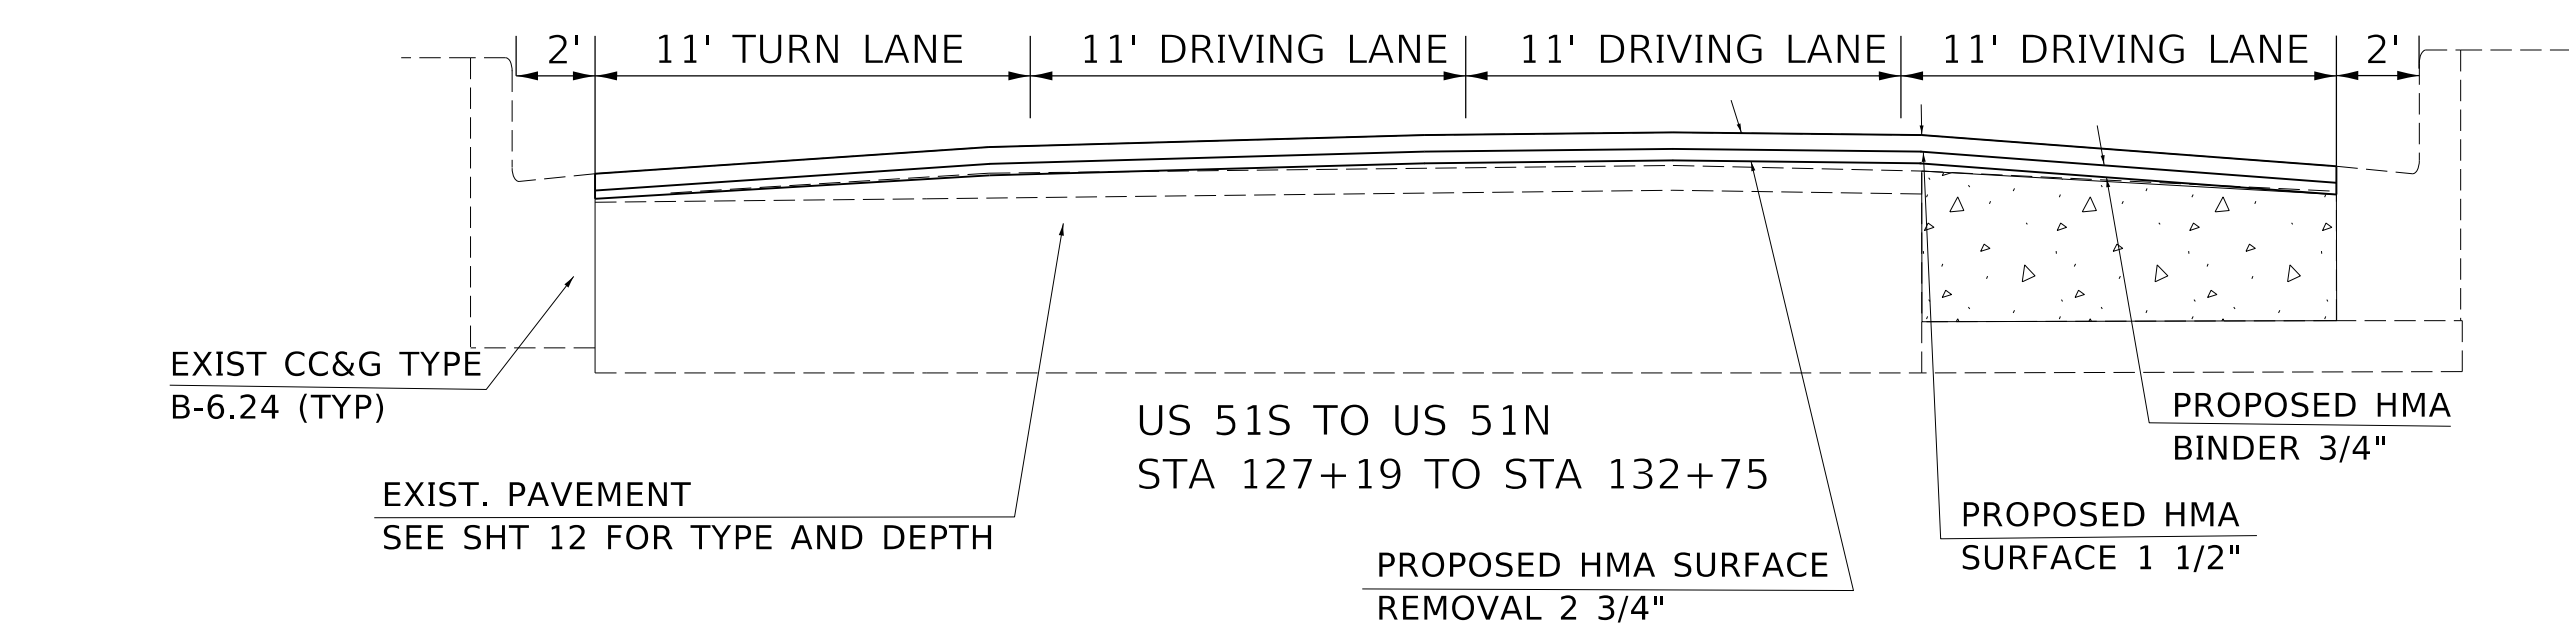 2' 11' TURN LANE 11' DRIVING LANE 11' DRIVING LANE 11' DRIVING LANE 2'
EXIST CC&G TYPE
B-6.24 (TYP)
EXIST. PAVEMENT
SEE SHT 12 FOR TYPE AND DEPTH
US 51S TO US 51N
STA 127+19 TO STA 132+75
PROPOSED HMA SURFACE
REMOVAL 2 3/4"
PROPOSED HMA
SURFACE 1 1/2"
PROPOSED HMA
BINDER 3/4"